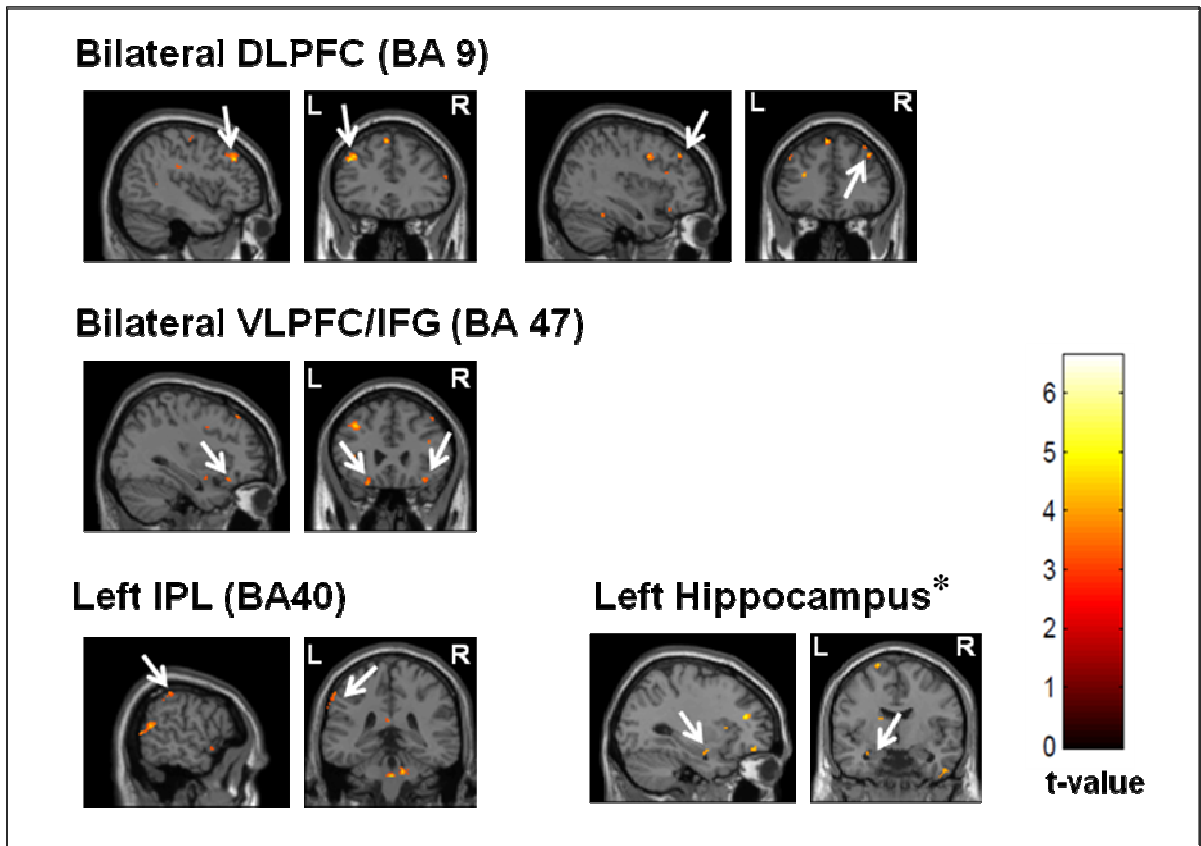 Bilateral DLPFC (BA 9)
L R L R
Bilateral VLPFC/IFG (BA 47)
L R
6
5
4
3
2
1
0
t-value
Left IPL (BA40)
L R
Left Hippocampus*
L R